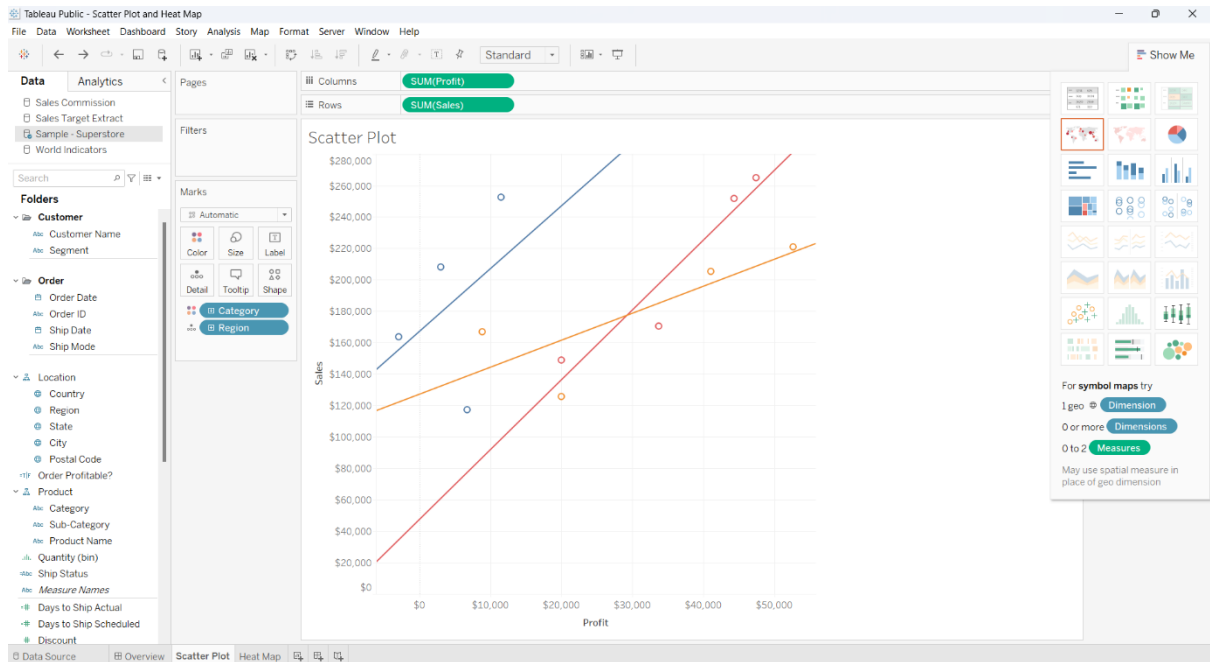 Tableau Public - Scatter Plot and Heat Map
File Data Worksheet Dashboard Story Analysis Map Format Server Window Help
Standard
Show Me
Data Analytics
Sales Commission
Sales Target Extract
Sample - Superstore
World Indicators
Search
Folders
Customer
Abc Customer Name
Abc Segment
Order
Order Date
Abc Order ID
Ship Date
Abc Ship Mode
Location
Country
Region
State
City
Postal Code
Order Profitable?
Product
Abc Category
Abc Sub-Category
Abc Product Name
Quantity (bin)
Ship Status
Abc Measure Names
Days to Ship Actual
Days to Ship Scheduled
Discount
Pages
Filters
Marks
Automatic
Color Size Label
Detail Tooltip Shape
Category
Region
Columns SUM(Profit)
Rows SUM(Sales)
Scatter Plot
$280,000
$260,000
$240,000
$220,000
$200,000
$180,000
$160,000
$140,000
$120,000
$100,000
$80,000
$60,000
$40,000
$20,000
$0
Sales
$0 $10,000 $20,000 $30,000 $40,000 $50,000
Profit
For symbol maps try
1 geo Dimension
0 or more Dimensions
0 to 2 Measures
May use spatial measure in
place of geo dimension
Data Source Overview Scatter Plot Heat Map